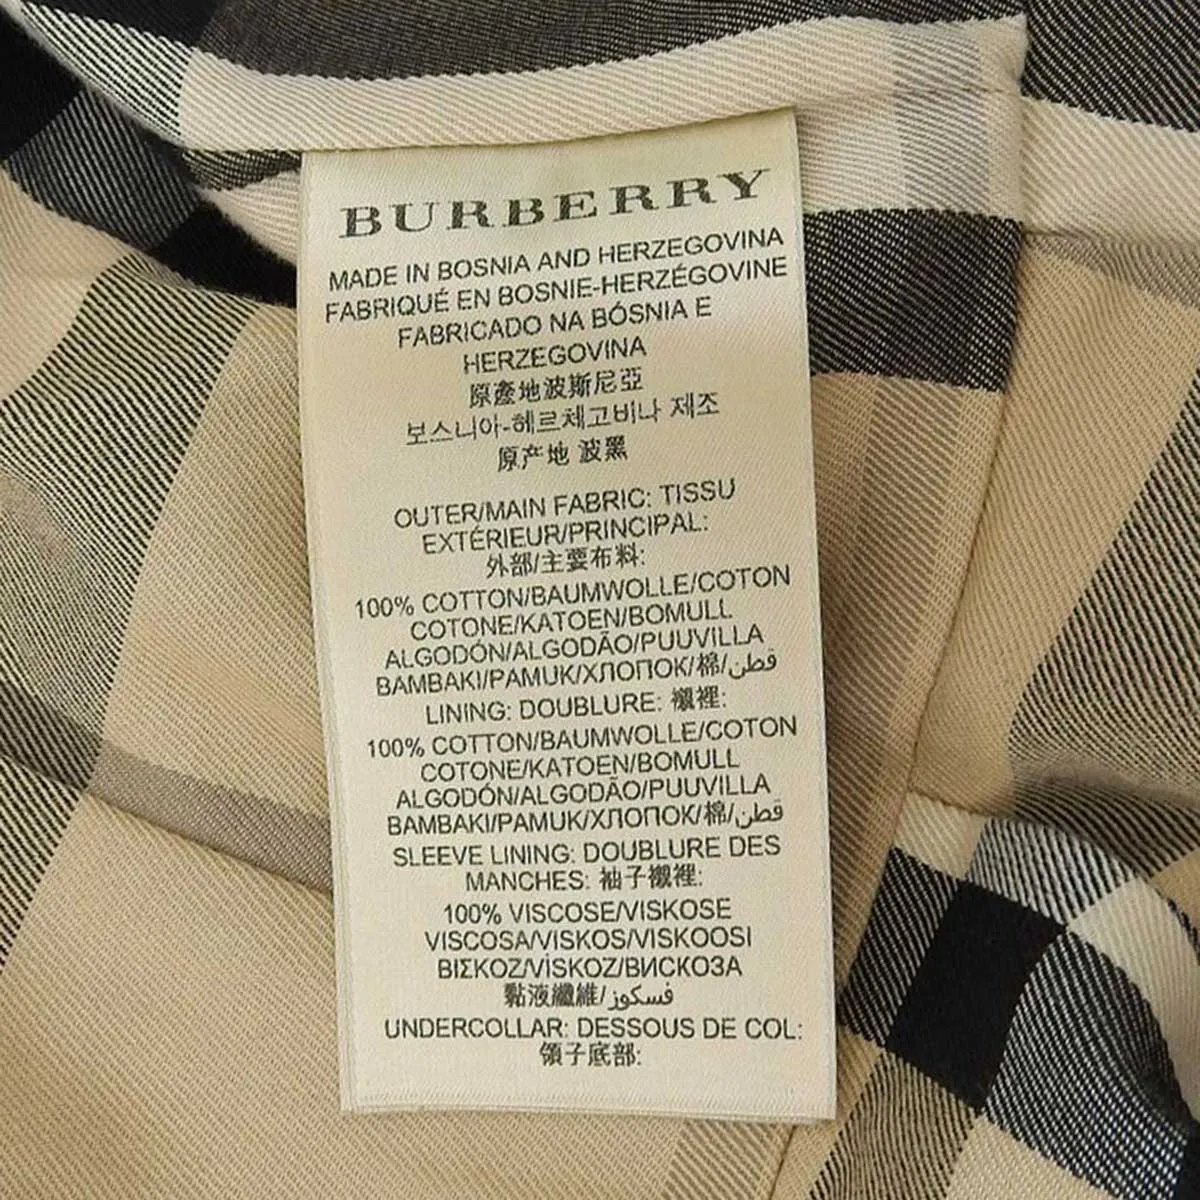 BURBERRY
MADE IN BOSNIA AND HERZEGOVINA
FABRIQUÉ EN BOSNIE-HERZÉGOVINE
FABRICADO NA BÓSNIA E
HERZEGOVINA
原產地波斯尼亞
보스니아-헤르체고비나 제조
原产地 波黑
OUTER/MAIN FABRIC: TISSU
EXTÉRIEUR/PRINCIPAL:
外部/主要布料:
100% COTTON/BAUMWOLLE/COTON
COTONE/KATOEN/BOMULL
ALGODÓN/ALGODÃO/PUUVILLA
BAMBAKI/PAMUK/ХЛОПОК/棉/قطن
LINING: DOUBLURE: 襯裡:
100% COTTON/BAUMWOLLE/COTON
COTONE/KATOEN/BOMULL
ALGODÓN/ALGODÃO/PUUVILLA
BAMBAKI/PAMUK/ХЛОПОК/棉/قطن
SLEEVE LINING: DOUBLURE DES
MANCHES: 袖子襯裡:
100% VISCOSE/VISKOSE
VISCOSA/VISKOS/VISKOOSI
ΒΙΣΚΟΖ/VİSKOZ/ВИСКОЗА
黏液纖維/فسكوز
UNDERCOLLAR: DESSOUS DE COL:
領子底部: